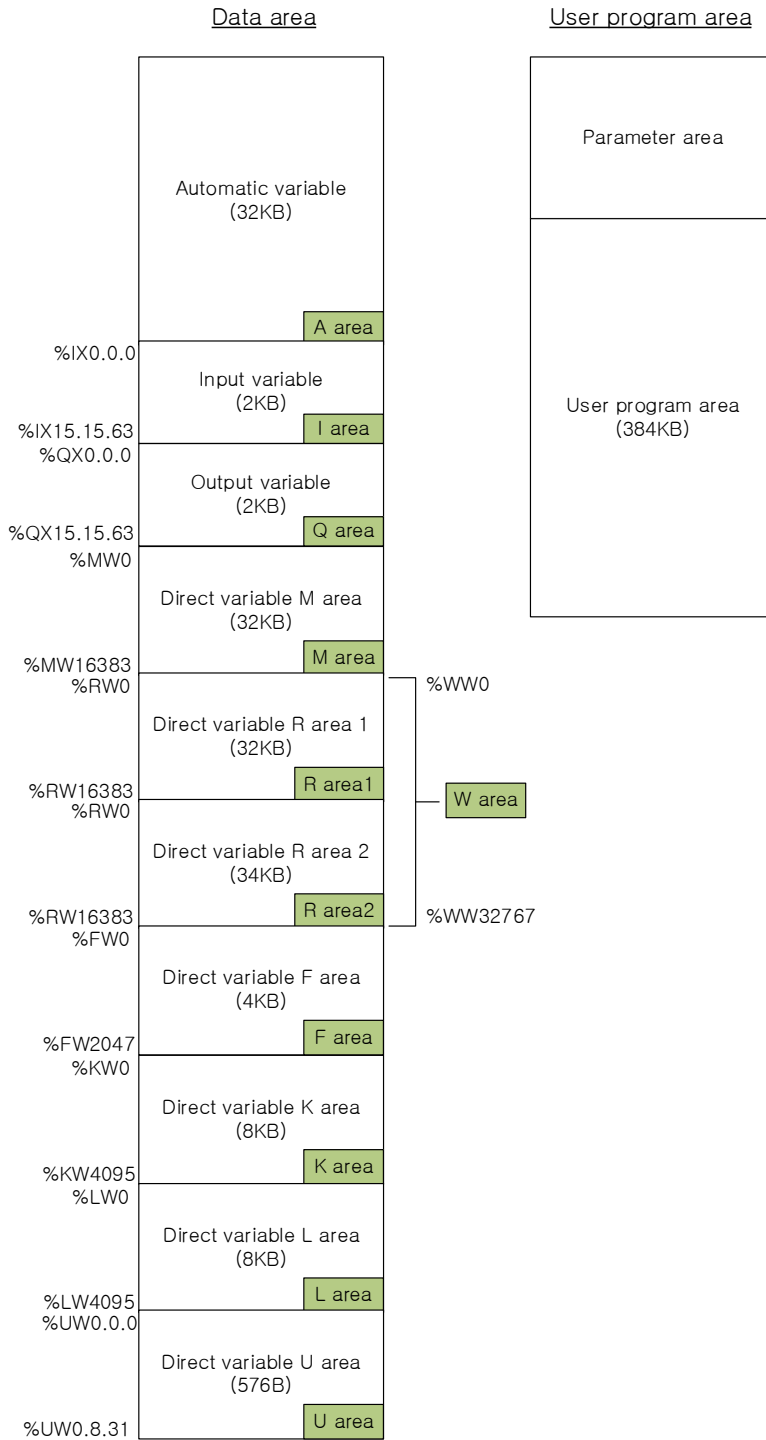 Data area
User program area
Automatic variable
(32KB)
A area
%IX0.0.0
Input variable
(2KB)
I area
%IX15.15.63
%QX0.0.0
Output variable
(2KB)
Q area
%QX15.15.63
%MW0
Direct variable M area
(32KB)
M area
%MW16383
%RW0
Direct variable R area 1
(32KB)
R area1
%RW16383
%RW0
Direct variable R area 2
(34KB)
R area2
%RW16383
%FW0
Direct variable F area
(4KB)
F area
%FW2047
%KW0
Direct variable K area
(8KB)
K area
%KW4095
%LW0
Direct variable L area
(8KB)
L area
%LW4095
%UW0.0.0
Direct variable U area
(576B)
U area
%UW0.8.31
%WW0
W area
%WW32767
Parameter area
User program area
(384KB)